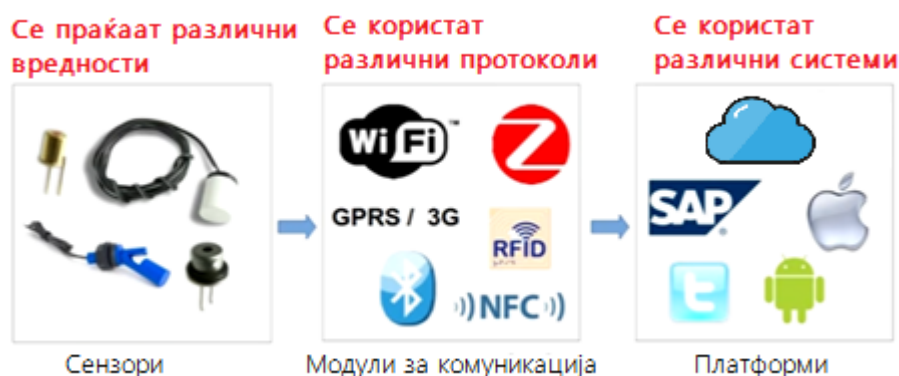 Се праќаат различни
вредности
Се користат
различни протоколи
Се користат
различни системи
WiFi™
GPRS / 3G
RFID
NFC
SAP
Сензори
Модули за комуникација
Платформи